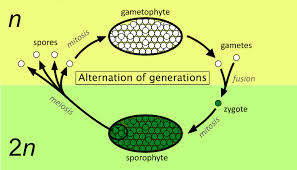 n
gametophyte
spores
mitosis
gametes
Alternation of generations
fusion
meiosis
zygote
mitosis
2n
sporophyte